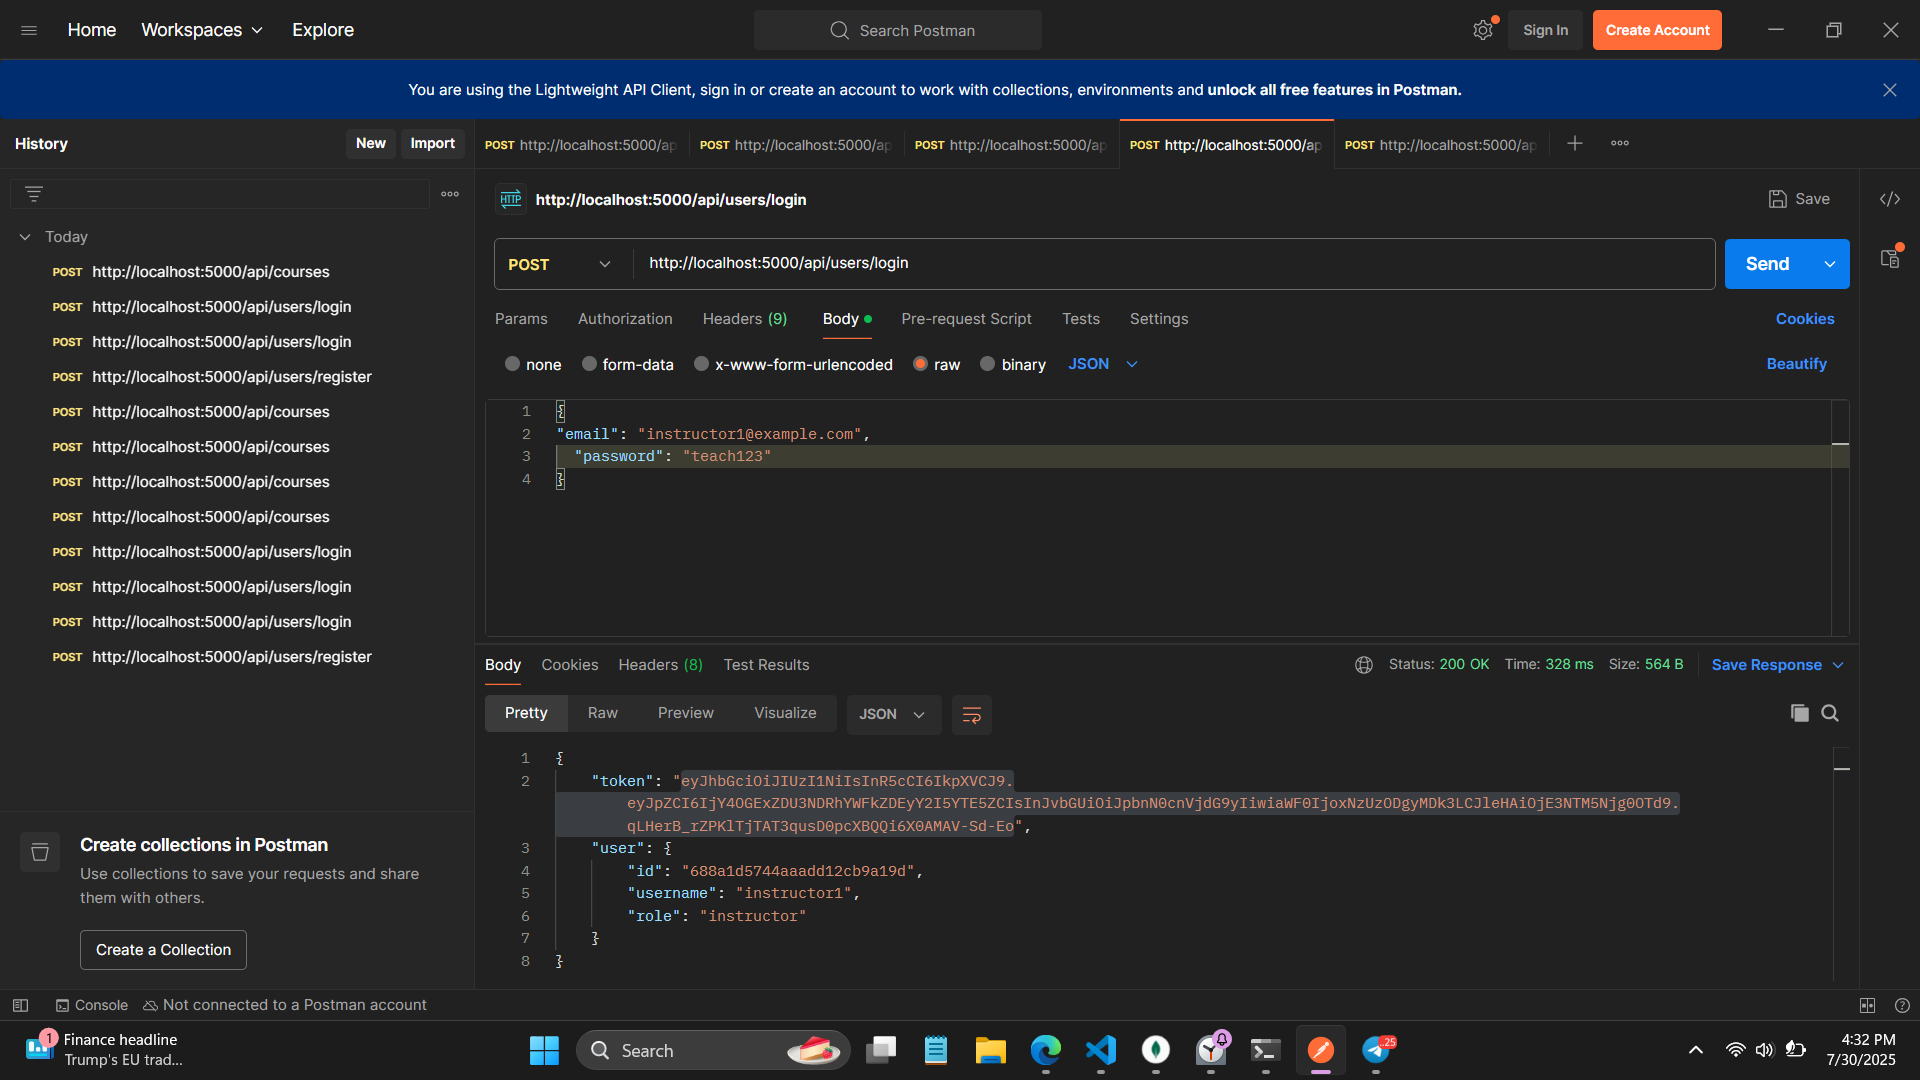 Home
Workspaces
Explore
Search Postman
Sign In
Create Account
You are using the Lightweight API Client, sign in or create an account to work with collections, environments and unlock all free features in Postman.
History
New
Import
POST http://localhost:5000/ap
POST http://localhost:5000/ap
POST http://localhost:5000/ap
POST http://localhost:5000/ap
POST http://localhost:5000/ap
Today
POST http://localhost:5000/api/courses
POST http://localhost:5000/api/users/login
POST http://localhost:5000/api/users/login
POST http://localhost:5000/api/users/register
POST http://localhost:5000/api/courses
POST http://localhost:5000/api/courses
POST http://localhost:5000/api/courses
POST http://localhost:5000/api/courses
POST http://localhost:5000/api/users/login
POST http://localhost:5000/api/users/login
POST http://localhost:5000/api/users/login
POST http://localhost:5000/api/users/register
Create collections in Postman
Use collections to save your requests and share
them with others.
Create a Collection
HTTP http://localhost:5000/api/users/login
Save
POST
http://localhost:5000/api/users/login
Send
Params Authorization Headers (9) Body Pre-request Script Tests Settings
Cookies
none form-data x-www-form-urlencoded raw binary JSON
Beautify
1 {
2 "email": "instructor1@example.com",
3 "password": "teach123"
4 }
Body Cookies Headers (8) Test Results
Status: 200 OK Time: 328 ms Size: 564 B
Save Response
Pretty Raw Preview Visualize
JSON
1 {
2 "token": "eyJhbGciOiJIUzI1NiIsInR5cCI6IkpXVCJ9.
eyJpZCI6IjY4OGExZDU3NDRhYWFkZDEyY2I5YTE5ZCIsInJvbGUiOiJpbnN0cnVjdG9yIiwiaWF0IjoxNzUzODgyMDk3LCJleHAiOjE3NTM5Njg0OTd9.
qLHerB_rZPKlTjTAT3qusD0pcXBQQi6X0AMAV-Sd-Eo",
3 "user": {
4 "id": "688a1d5744aaadd12cb9a19d",
5 "username": "instructor1",
6 "role": "instructor"
7 }
8 }
Console
Not connected to a Postman account
1
Finance headline
Trump's EU trad...
Search
.25
4:32 PM
7/30/2025